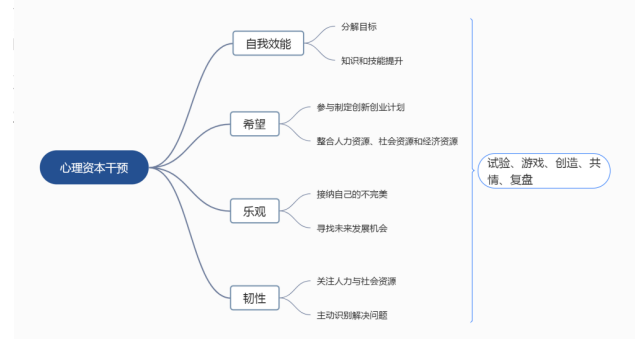 心理资本干预
自我效能
分解目标
知识和技能提升
希望
参与制定创新创业计划
整合人力资源、社会资源和经济资源
乐观
接纳自己的不完美
寻找未来发展机会
韧性
关注人力与社会资源
主动识别解决问题
试验、游戏、创造、共
情、复盘